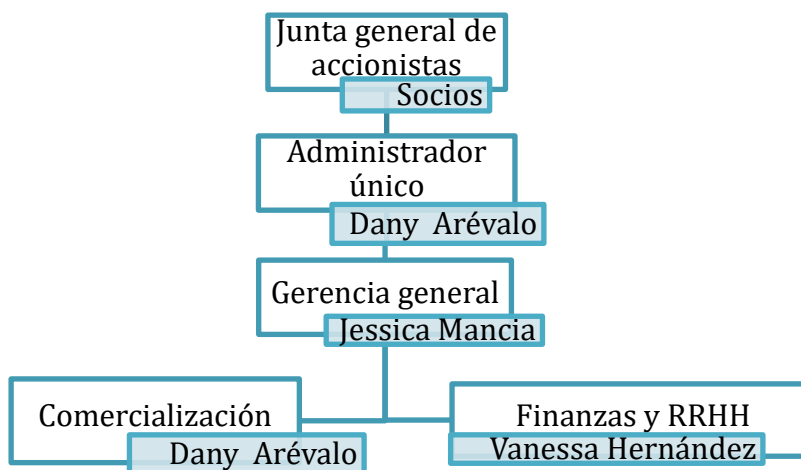 Junta general de
accionistas
Socios
Administrador
único
Dany Arévalo
Gerencia general
Jessica Mancia
Comercialización
Dany Arévalo
Finanzas y RRHH
Vanessa Hernández